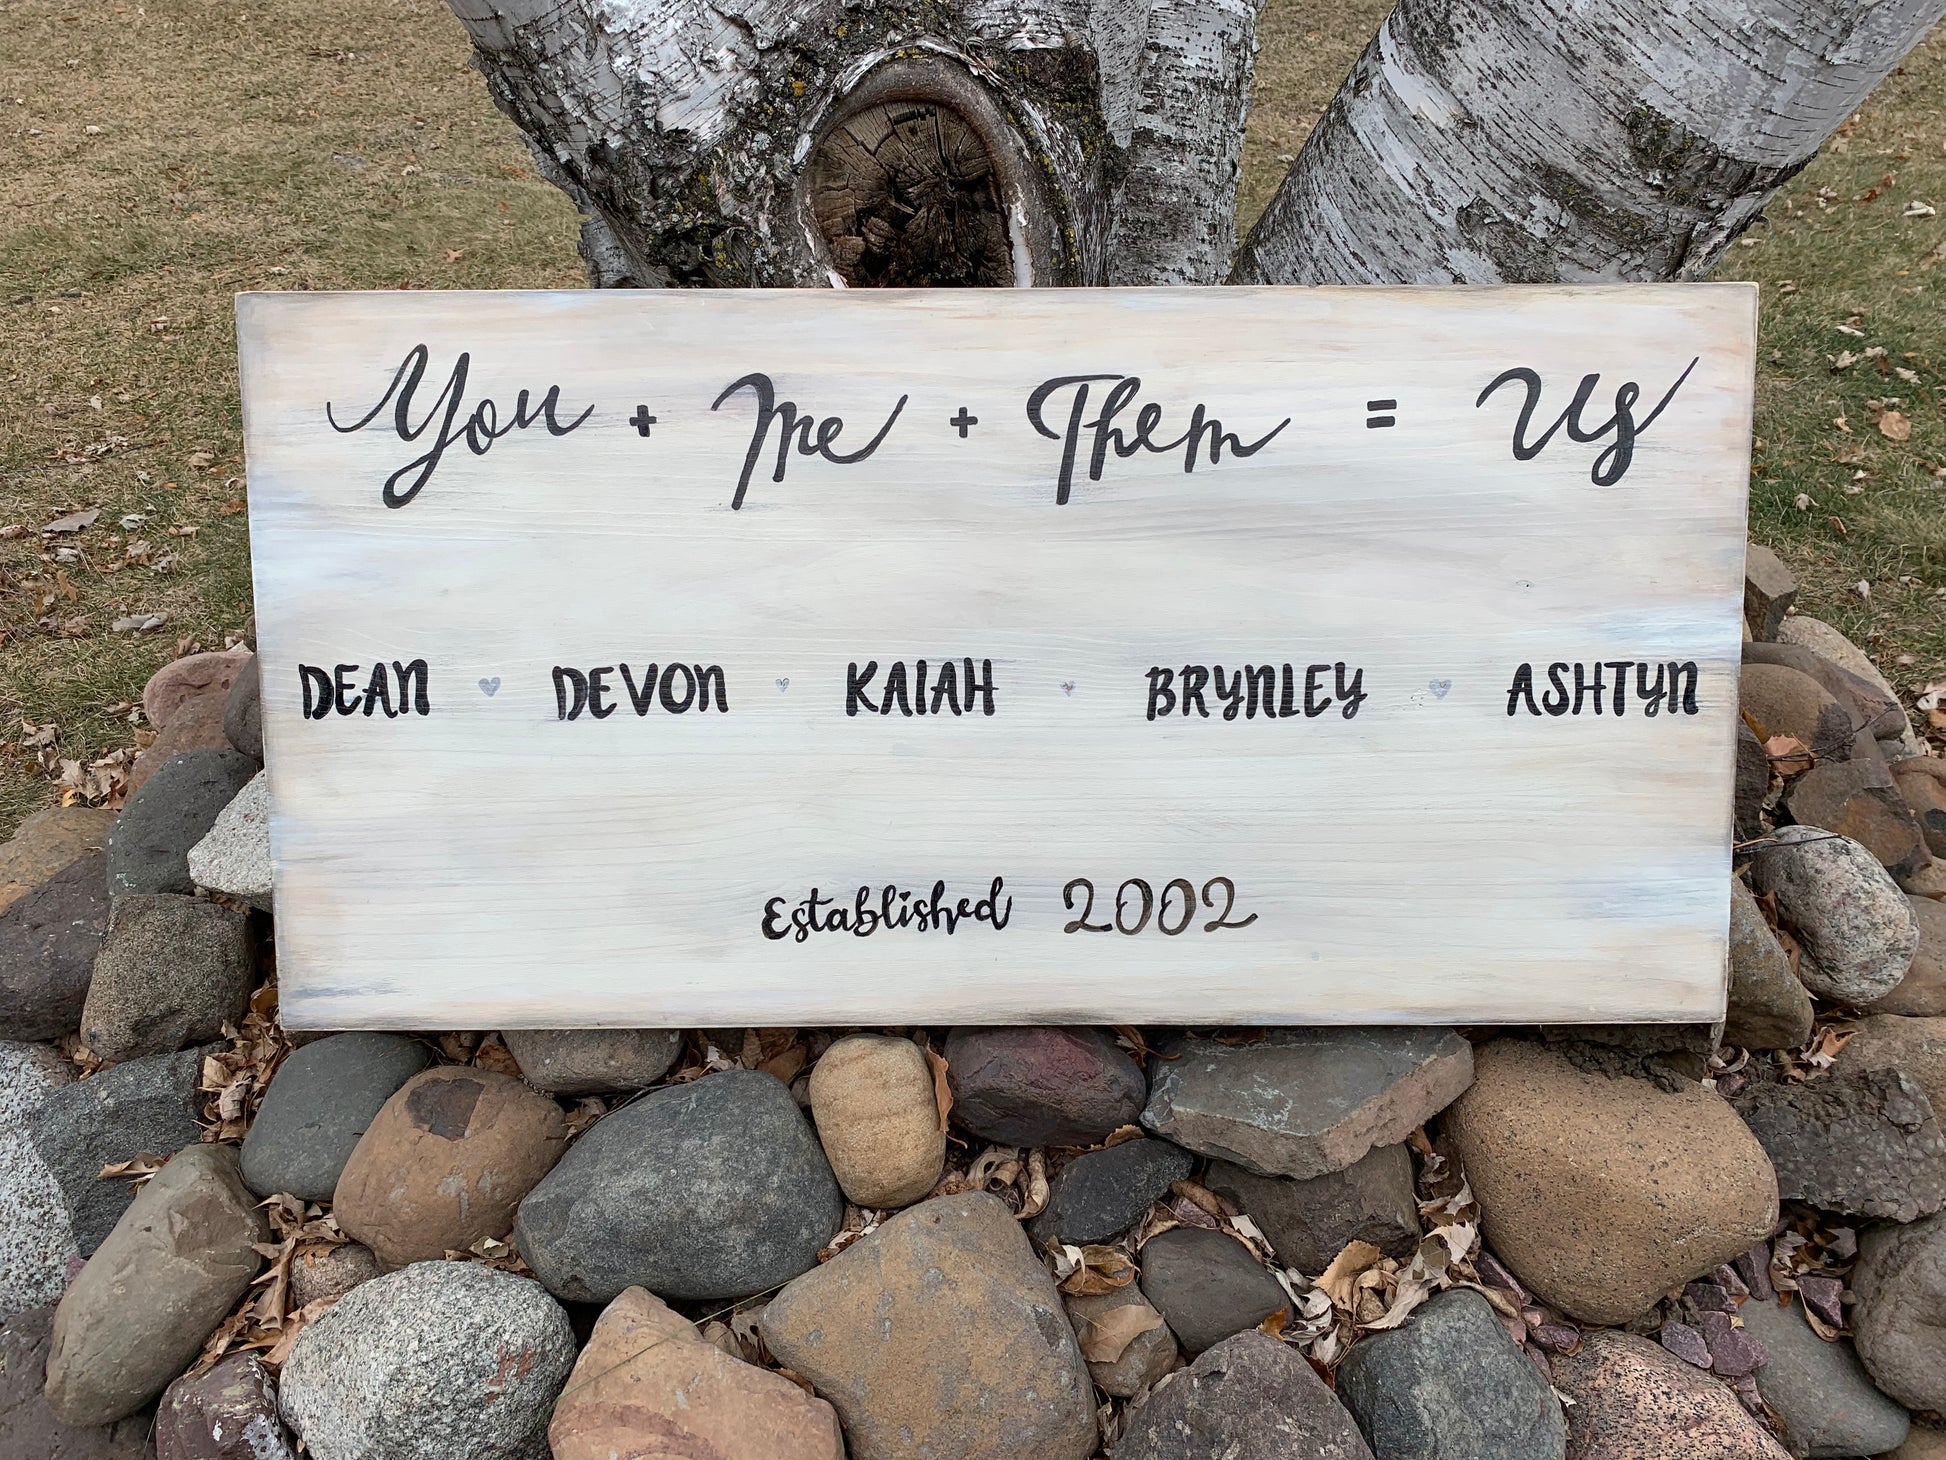 You + Me + Them = Us
DEAN DEVON KAIAH BRYNLEY ASHTYN
Established 2002